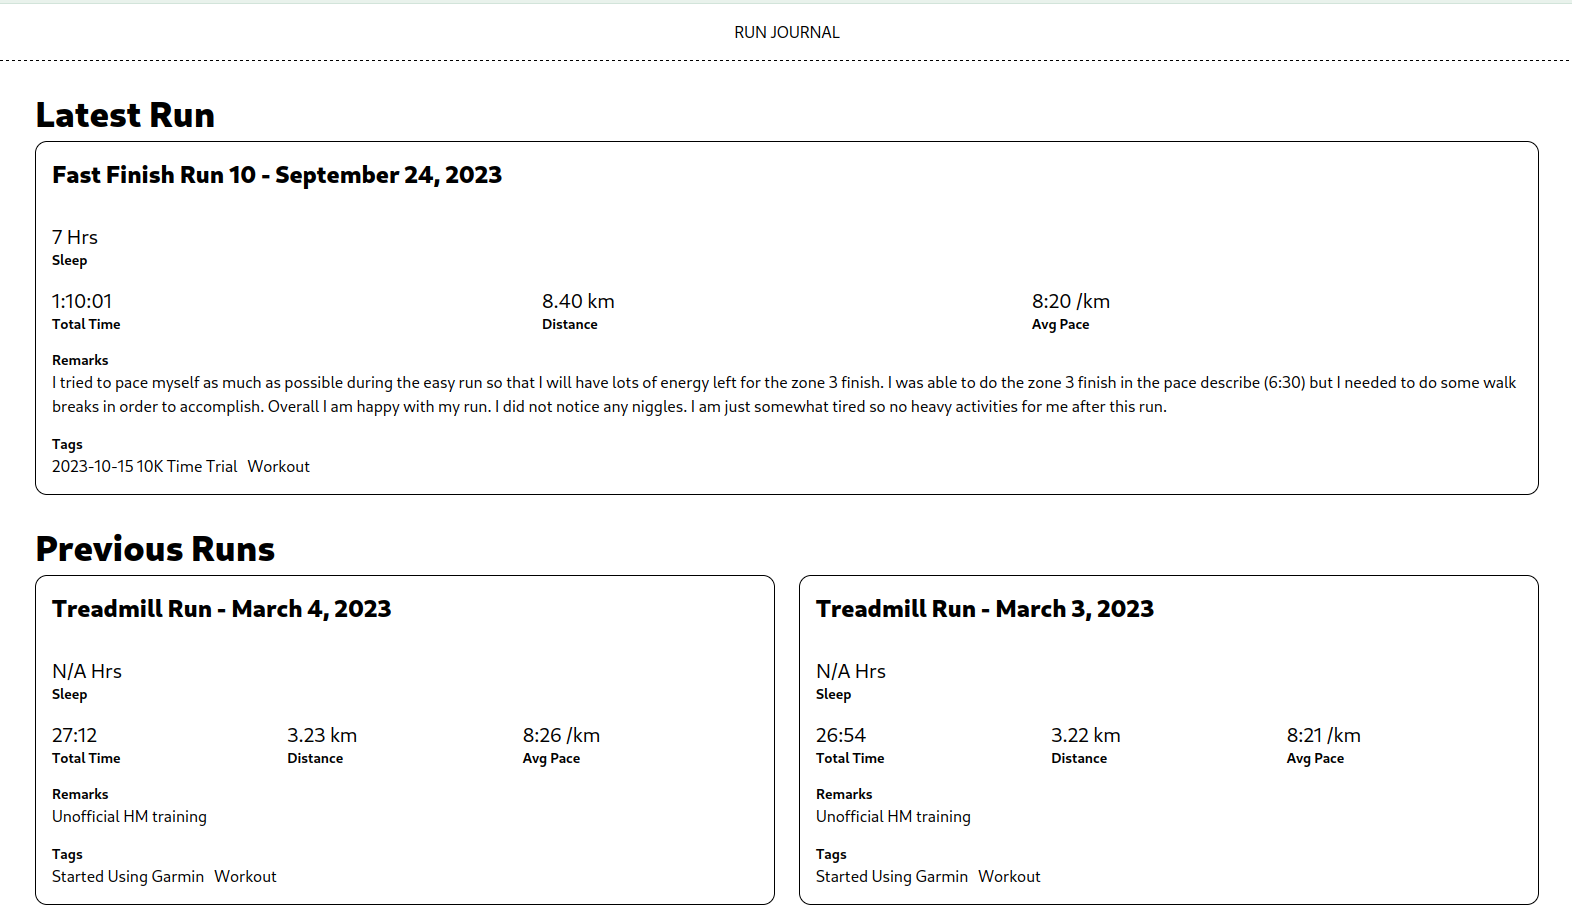 RUN JOURNAL
Latest Run
Fast Finish Run 10 - September 24, 2023
7 Hrs
Sleep
1:10:01 8.40 km 8:20 /km
Total Time Distance Avg Pace
Remarks
I tried to pace myself as much as possible during the easy run so that I will have lots of energy left for the zone 3 finish. I was able to do the zone 3 finish in the pace describe (6:30) but I needed to do some walk
breaks in order to accomplish. Overall I am happy with my run. I did not notice any niggles. I am just somewhat tired so no heavy activities for me after this run.
Tags
2023-10-15 10K Time Trial Workout
Previous Runs
Treadmill Run - March 4, 2023
N/A Hrs
Sleep
27:12 3.23 km 8:26 /km
Total Time Distance Avg Pace
Remarks
Unofficial HM training
Tags
Started Using Garmin Workout
Treadmill Run - March 3, 2023
N/A Hrs
Sleep
26:54 3.22 km 8:21 /km
Total Time Distance Avg Pace
Remarks
Unofficial HM training
Tags
Started Using Garmin Workout